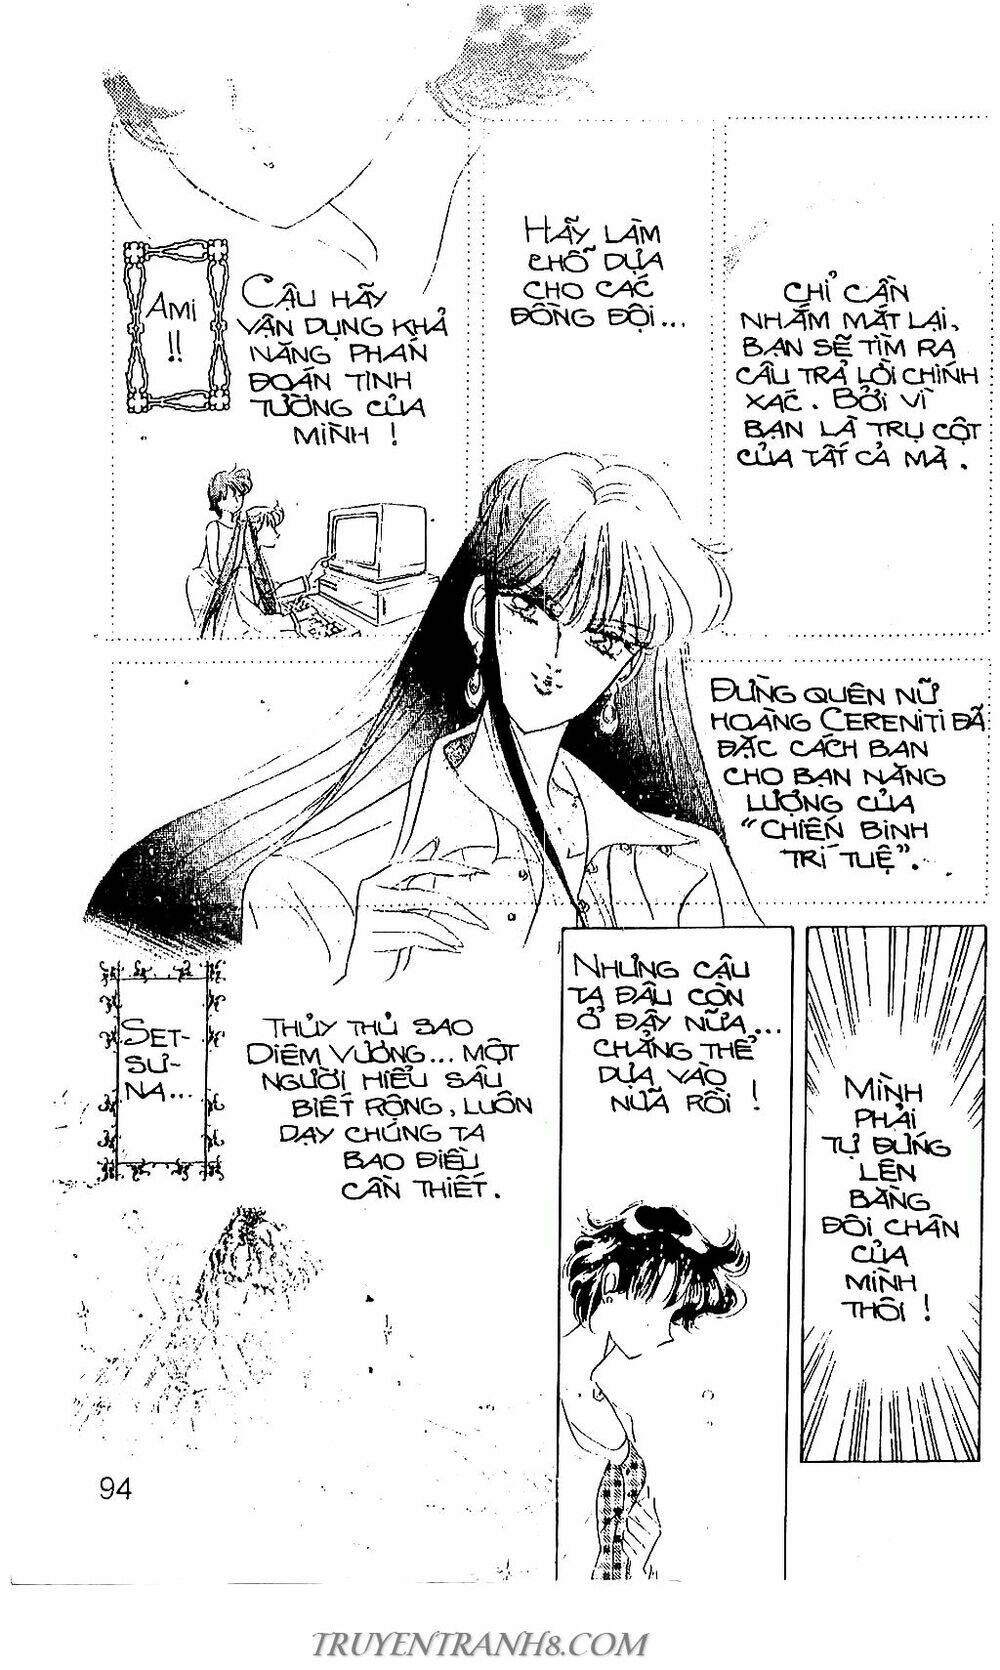 AMI
!!
CẬU HÃY
VẬN DỤNG KHẢ
NĂNG PHÁN
ĐOÁN TINH
TƯỜNG CỦA
MÌNH !
HÃY LÀM
CHỖ DỰA
CHO CÁC
ĐỒNG ĐỘI...
CHỈ CẦN
NHẮM MẮT LẠI,
BẠN SẼ TÌM RA
CÂU TRẢ LỜI CHÍNH
XÁC. BỞI VÌ
BẠN LÀ TRỤ CỘT
CỦA TẤT CẢ MÀ.
ĐỪNG QUÊN NỮ
HOÀNG CERENITI ĐÃ
ĐẶC CÁCH BAN
CHO BẠN NĂNG
LƯỢNG CỦA
"CHIẾN BINH
TRÍ TUỆ".
SET-
SU-
NA...
THỦY THỦ SAO
DIÊM VƯƠNG... MỘT
NGƯỜI HIỂU SÂU
BIẾT RỘNG, LUÔN
DẠY CHÚNG TA
BAO ĐIỀU
CẦN THIẾT.
NHƯNG CẬU
TA ĐÂU CÒN
Ở ĐÂY NỮA...
CHẲNG THỂ
DỰA VÀO
NỮA RỒI !
MÌNH
PHẢI
TỰ ĐỨNG
LÊN
BẰNG
ĐÔI CHÂN
CỦA
MÌNH
THÔI !
94
TRUYENTRANH8.COM